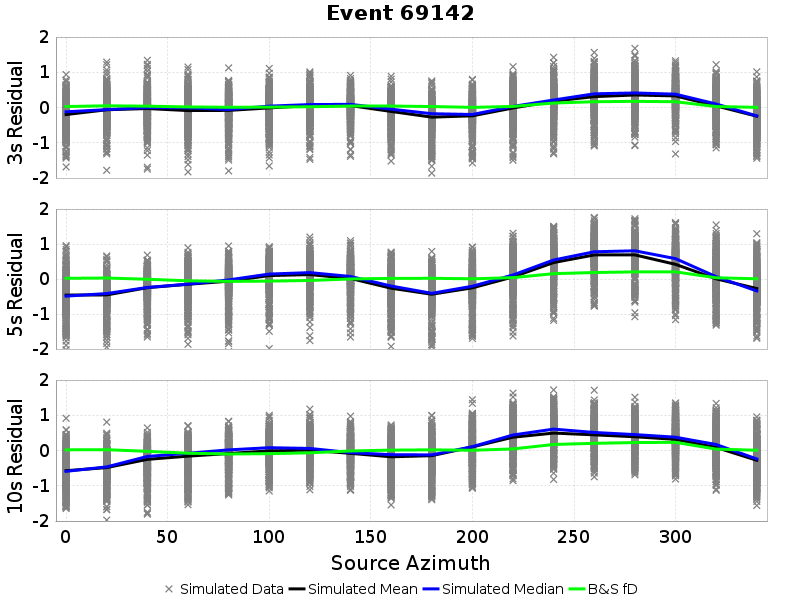 Event 69142
3s Residual
2
1
0
-1
-2
5s Residual
2
1
0
-1
-2
10s Residual
2
1
0
-1
-2
0 50 100 150 200 250 300
Source Azimuth
Simulated Data Simulated Mean Simulated Median B&S fD